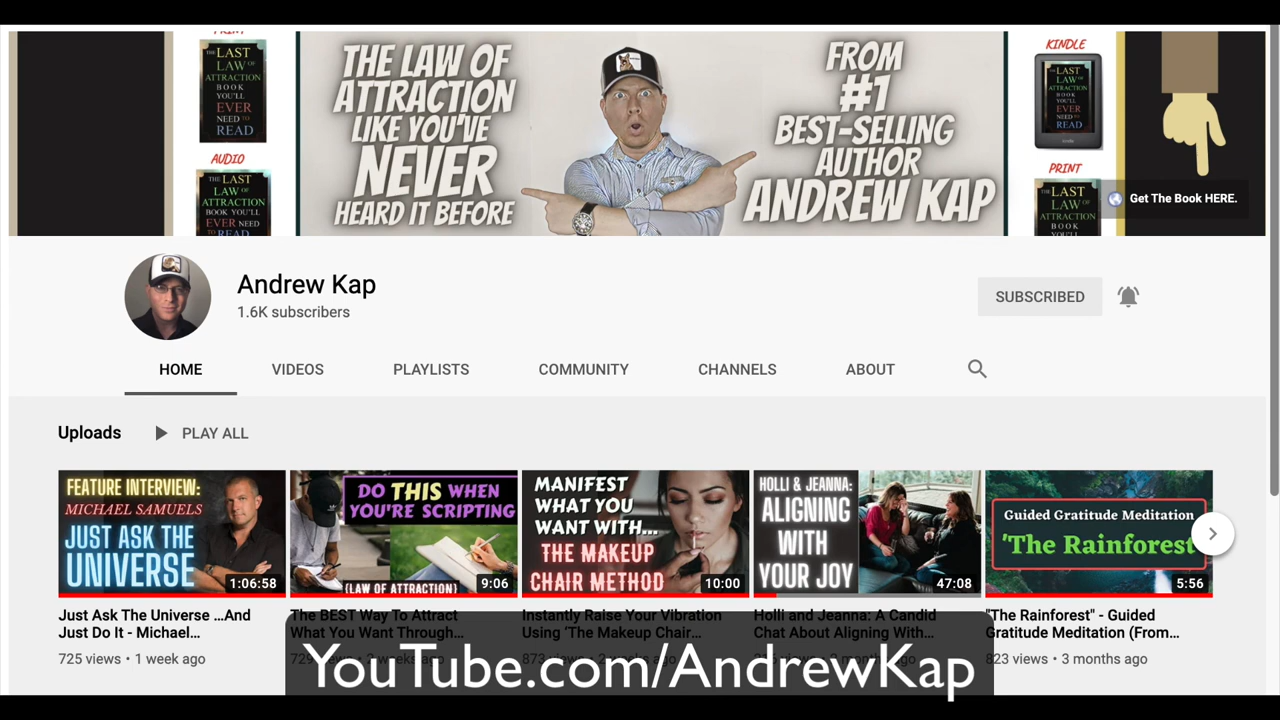 PRINT
THE LAST
LAW OF
ATTRACTION
BOOK
YOU'LL
EVER
NEED TO
READ
AUDIO
THE LAST
LAW OF
ATTRACTION
BOOK YOU'LL
EVER NEED
TO READ
THE LAW OF
ATTRACTION
LIKE YOU'VE
NEVER
HEARD IT BEFORE
FROM
#1
BEST-SELLING
AUTHOR
ANDREW KAP
KINDLE
THE LAST
LAW OF
ATTRACTION
BOOK
YOU'LL
EVER
NEED TO
READ
PRINT
THE LAST
LAW OF
ATTRACTION
BOOK
YOU'LL
Get The Book HERE.
Andrew Kap
1.6K subscribers
SUBSCRIBED
HOME
VIDEOS
PLAYLISTS
COMMUNITY
CHANNELS
ABOUT
Uploads
PLAY ALL
FEATURE INTERVIEW:
MICHAEL SAMUELS
JUST ASK THE
UNIVERSE
1:06:58
Just Ask The Universe ...And
Just Do It - Michael...
725 views • 1 week ago
DO THIS WHEN
YOU'RE SCRIPTING
(LAW OF ATTRACTION)
9:06
The BEST Way To Attract
What You Want Through...
MANIFEST
WHAT YOU
WANT WITH...
THE MAKEUP
CHAIR METHOD
10:00
Instantly Raise Your Vibration
Using 'The Makeup Chair...
HOLLI & JEANNA:
ALIGNING
WITH
YOUR JOY
47:08
Holli and Jeanna: A Candid
Chat About Aligning With...
Guided Gratitude Meditation
'The Rainforest
5:56
"The Rainforest" - Guided
Gratitude Meditation (From...
823 views • 3 months ago
YouTube.com/AndrewKap